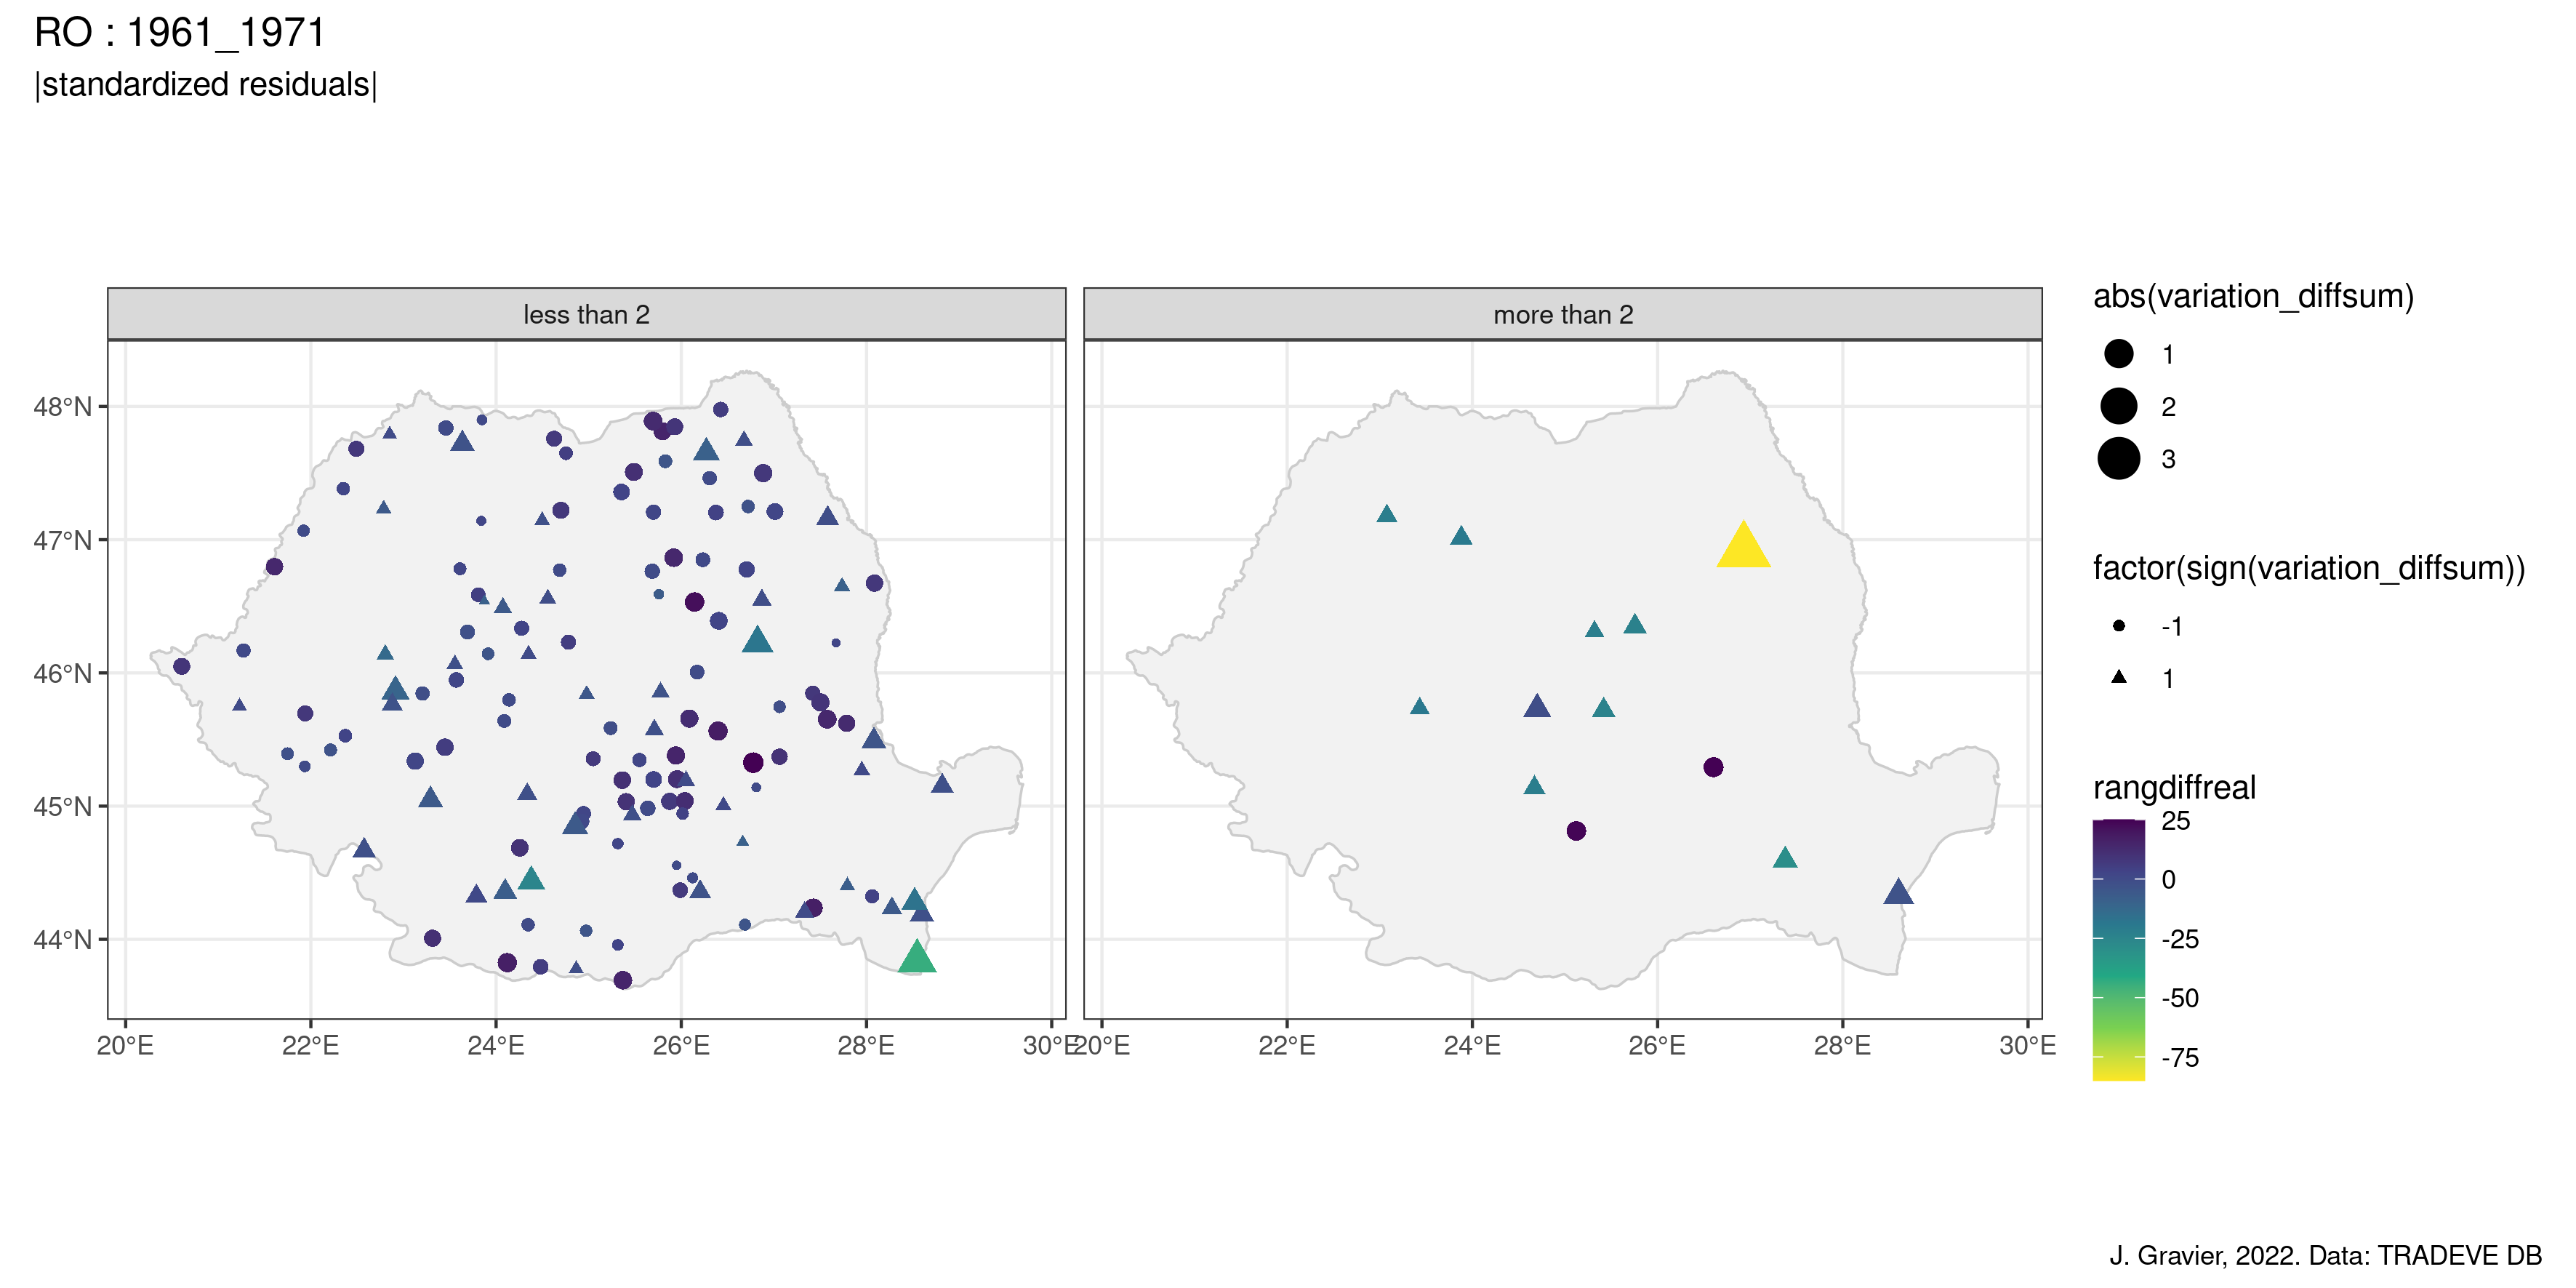 RO : 1961_1971
|standardized residuals|
less than 2
more than 2
48°N
47°N
46°N
45°N
44°N
20°E
22°E
24°E
26°E
28°E
30°E
20°E
22°E
24°E
26°E
28°E
30°E
abs(variation_diffsum)
1
2
3
factor(sign(variation_diffsum))
-1
1
rangdiffreal
25
0
-25
-50
-75
J. Gravier, 2022. Data: TRADEVE DB